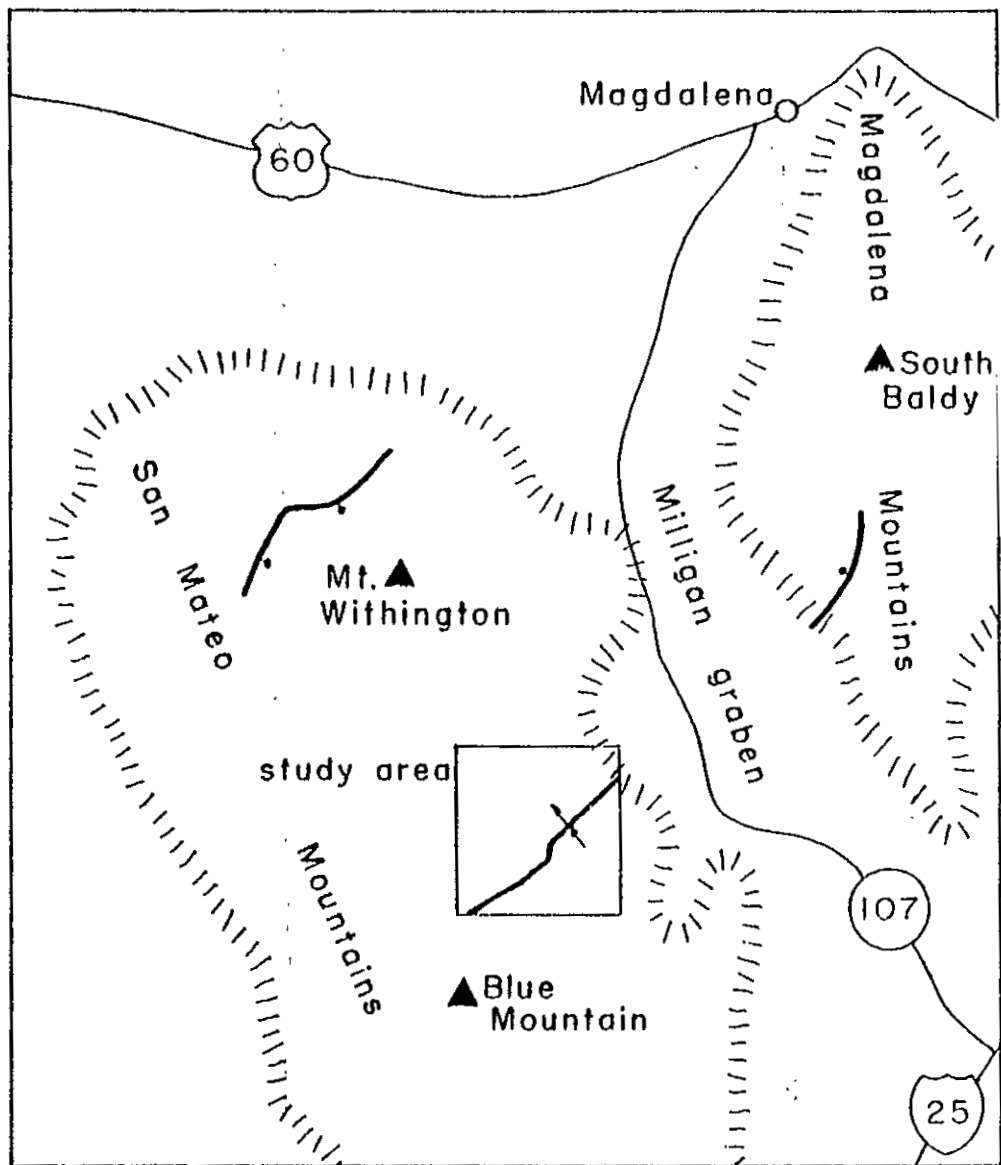 Magdalena
60
Magdalena
South
Baldy
San
Mateo
Mt.
Withington
Milligan
graben
Mountains
study area
Mountains
107
Blue
Mountain
25